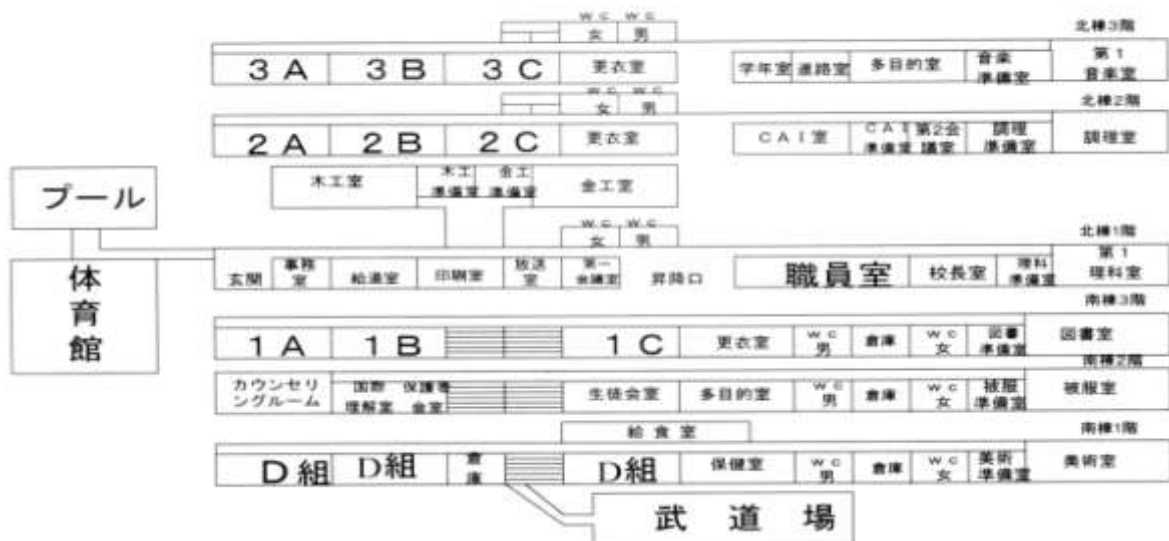 北棟3階
WC WC
女 男
3A 3B 3C 更衣室 学年室 進路室 多目的室 音楽準備室 第1音楽室
北棟2階
WC WC
女 男
2A 2B 2C 更衣室 CAI室 CAI準備室 第2会議室 調理準備室 調理室
木工室 木工準備室 金工準備室 金工室
プール
北棟1階
WC WC
女 男
玄関 事務室 給湯室 印刷室 放送室 第一会議室 昇降口 職員室 校長室 理科準備室 第1理科室
体育館
南棟3階
1A 1B 1C 更衣室 WC男 倉庫 WC女 図書準備室 図書室
南棟2階
カウンセリングルーム 国際理解室 保護者会室 生徒会室 多目的室 WC男 倉庫 WC女 被服準備室 被服室
南棟1階
給食室
D組 D組 倉庫 D組 保健室 WC男 倉庫 WC女 美術準備室 美術室
武道場